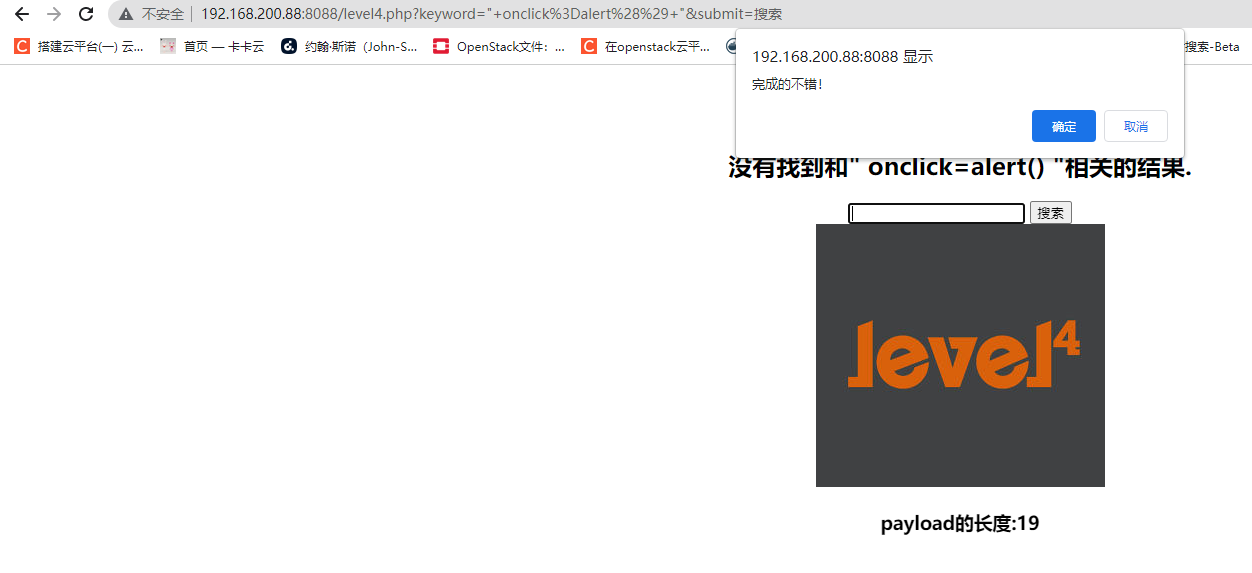 不安全 192.168.200.88:8088/level4.php?keyword="+onclick%3Dalert%28%29+"&submit=搜索
搭建云平台(一) 云... 首页 — 卡卡云 约翰·斯诺（John-S... OpenStack文件：... 在openstack云平... 搜索-Beta
192.168.200.88:8088 显示
完成的不错！
确定 取消
没有找到和" onclick=alert() "相关的结果.
搜索
level4
payload的长度:19